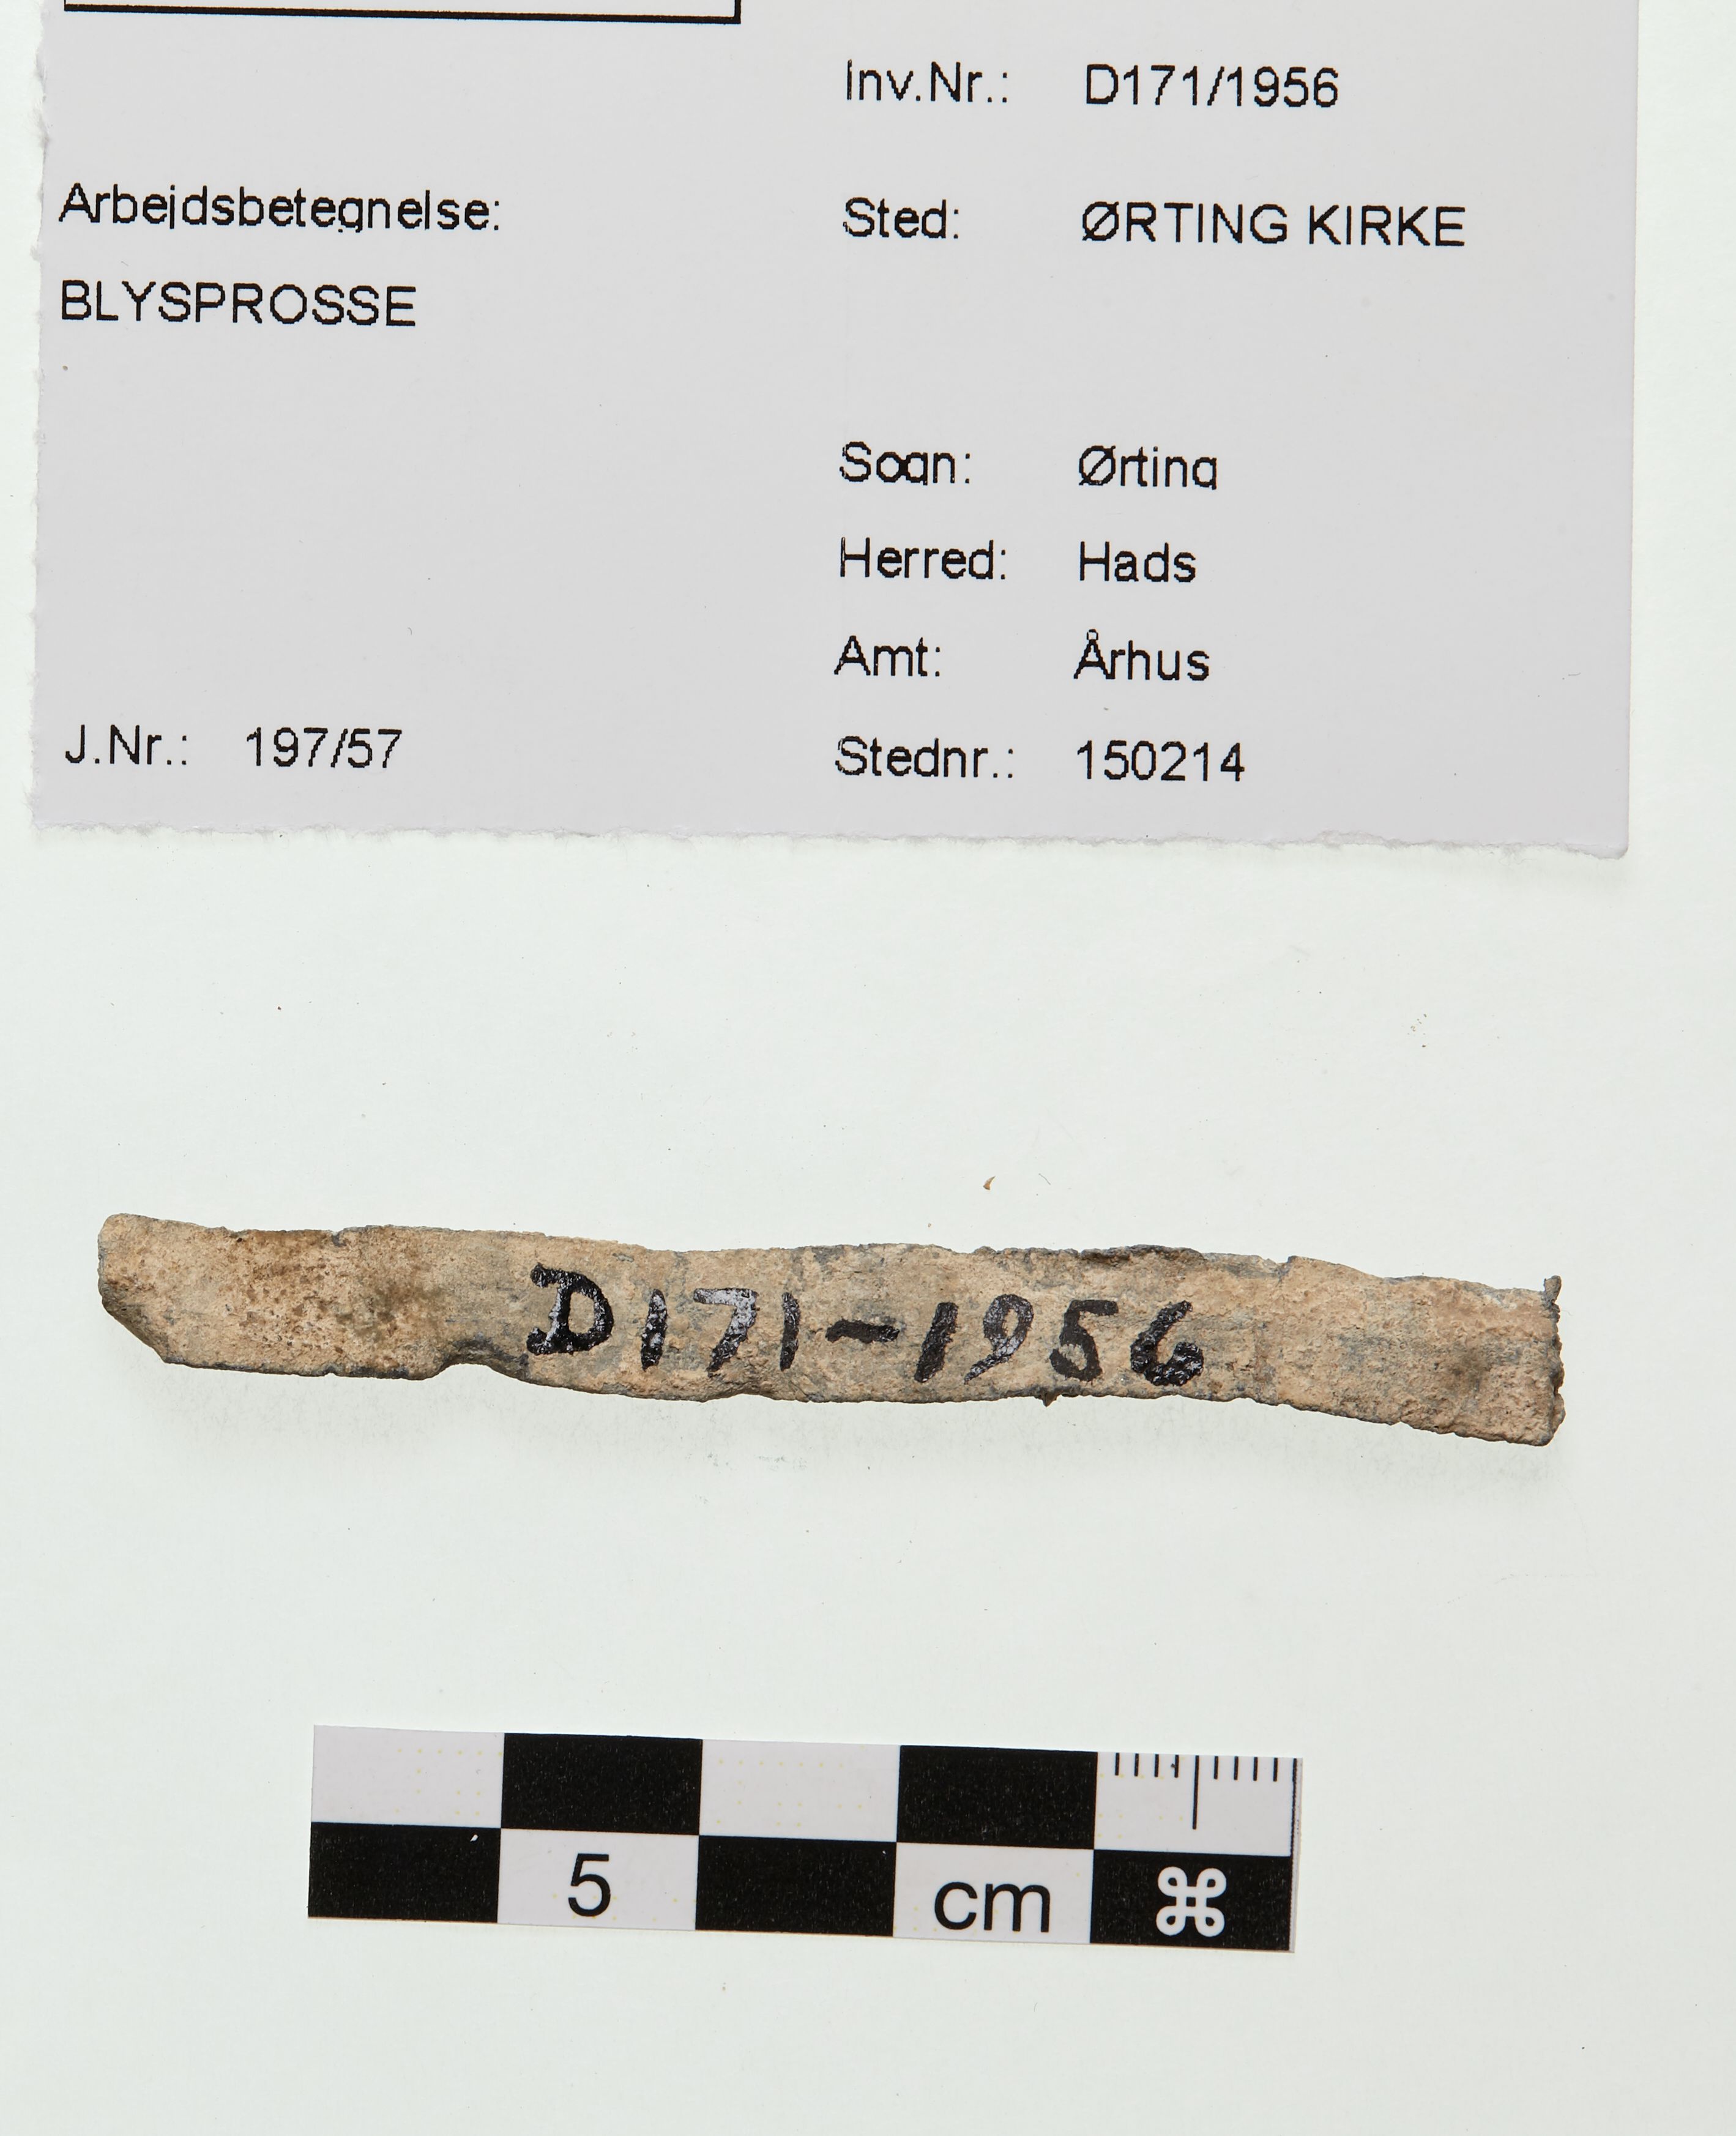 Inv.Nr.: D171/1956
Arbejdsbetegnelse:
Sted: ØRTING KIRKE
BLYSPROSSE
Sogn: Ørting
Herred: Hads
Amt: Århus
J.Nr.: 197/57
Stednr.: 150214
D171-1956
5 cm